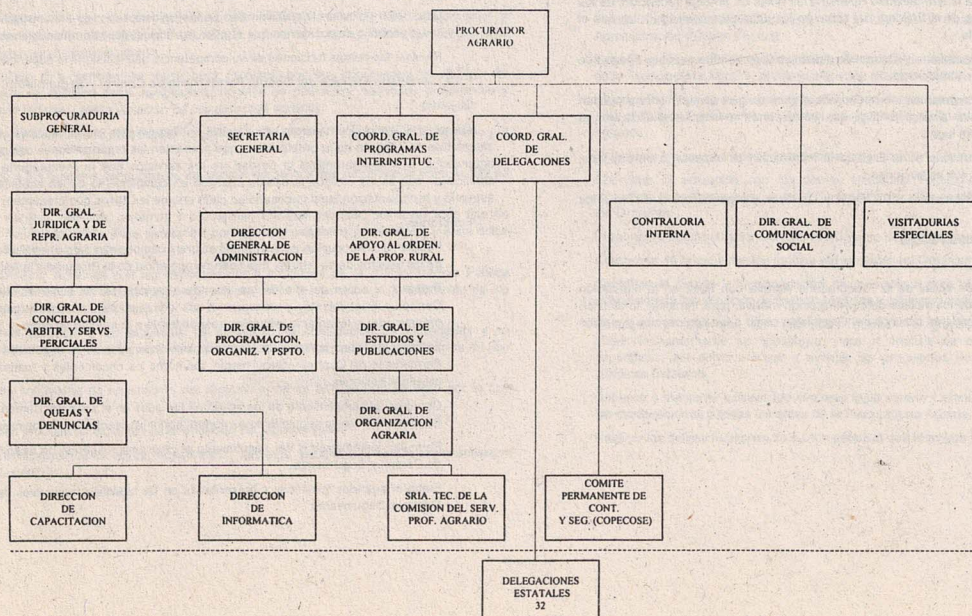 PROCURADOR
AGRARIO
SUBPROCURADURIA
GENERAL
SECRETARIA
GENERAL
COORD. GRAL. DE
PROGRAMAS
INTERINSTITUC.
COORD. GRAL.
DE
DELEGACIONES
DIR. GRAL.
JURIDICA Y DE
REPR. AGRARIA
DIRECCION
GENERAL DE
ADMINISTRACION
DIR. GRAL. DE
APOYO AL ORDEN.
DE LA PROP. RURAL
CONTRALORIA
INTERNA
DIR. GRAL. DE
COMUNICACION
SOCIAL
VISITADURIAS
ESPECIALES
DIR. GRAL. DE
CONCILIACION
ARBITR. Y SERVS.
PERICIALES
DIR. GRAL. DE
PROGRAMACION,
ORGANIZ. Y PSPTO.
DIR. GRAL. DE
ESTUDIOS Y
PUBLICACIONES
DIR. GRAL. DE
QUEJAS Y
DENUNCIAS
DIR. GRAL. DE
ORGANIZACION
AGRARIA
DIRECCION
DE
CAPACITACION
DIRECCION
DE
INFORMATICA
SRIA. TEC. DE LA
COMISION DEL SERV.
PROF. AGRARIO
COMITE
PERMANENTE DE
CONT.
Y SEG. (COPECOSE)
DELEGACIONES
ESTATALES
32